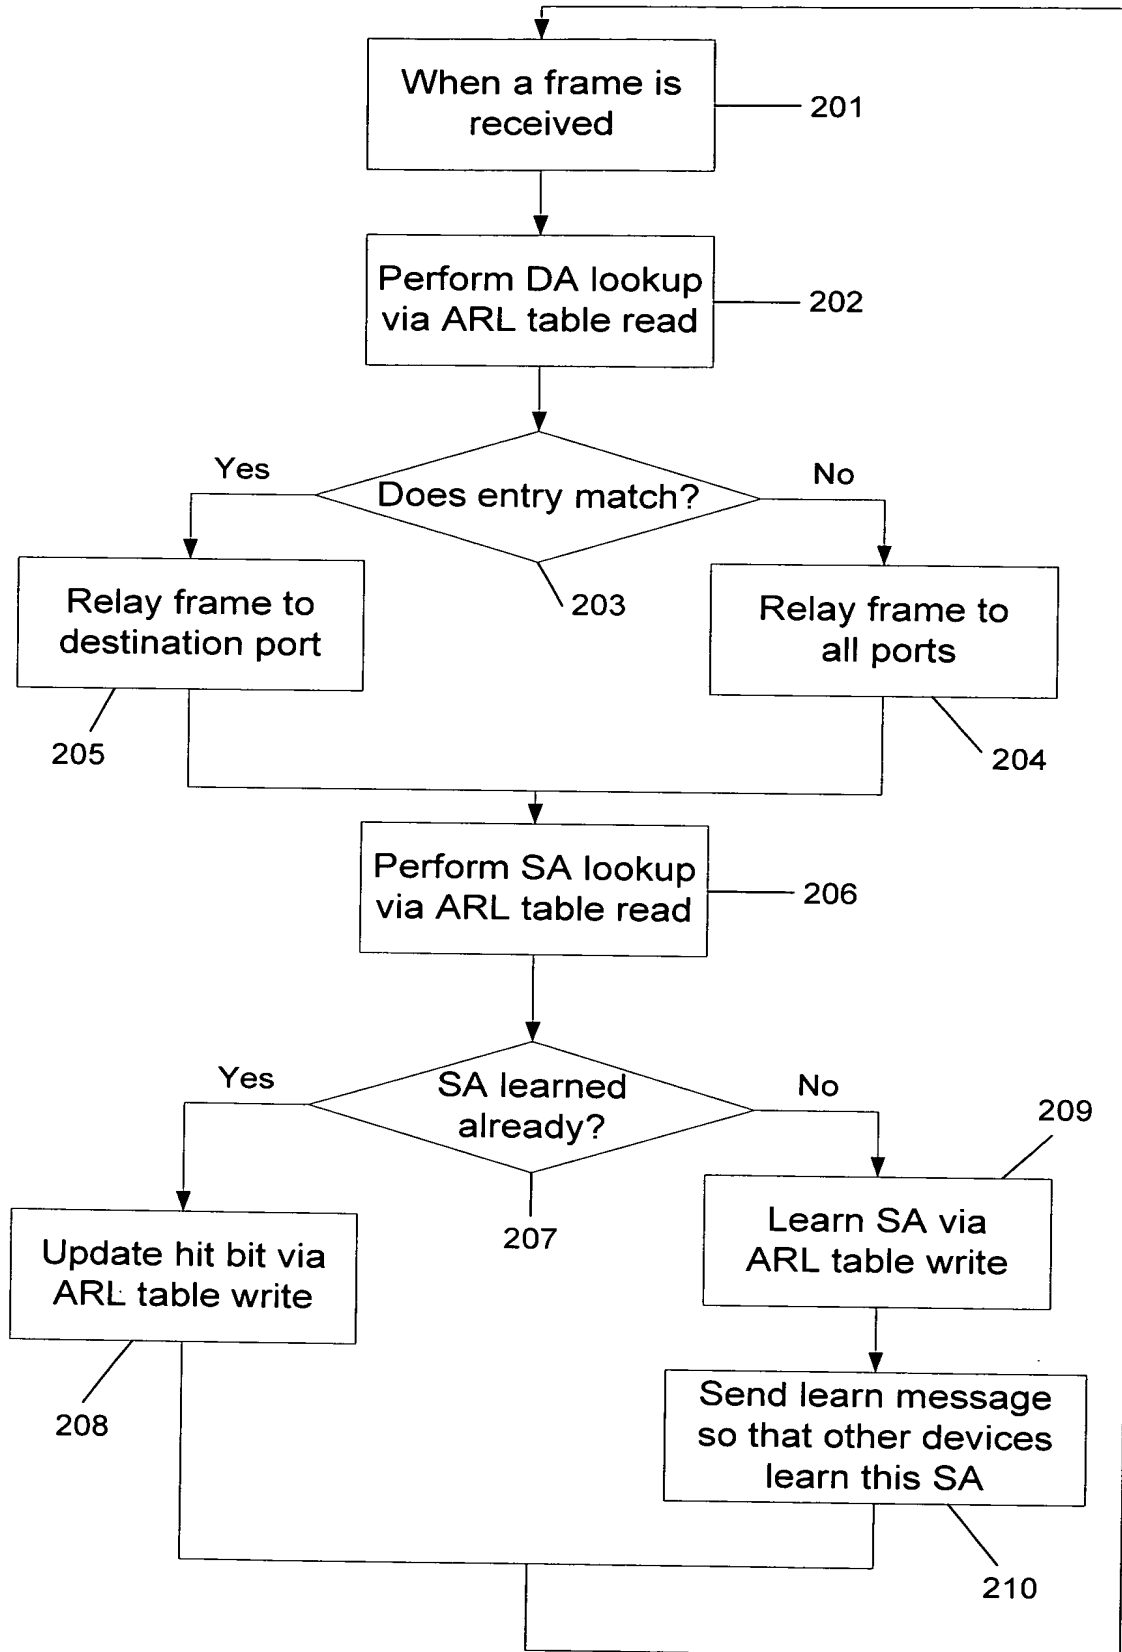 When a frame is
received
201
Perform DA lookup
via ARL table read
202
Yes
No
Does entry match?
203
Relay frame to
destination port
205
Relay frame to
all ports
204
Perform SA lookup
via ARL table read
206
Yes
No
SA learned
already?
207
209
Update hit bit via
ARL table write
208
Learn SA via
ARL table write
Send learn message
so that other devices
learn this SA
210